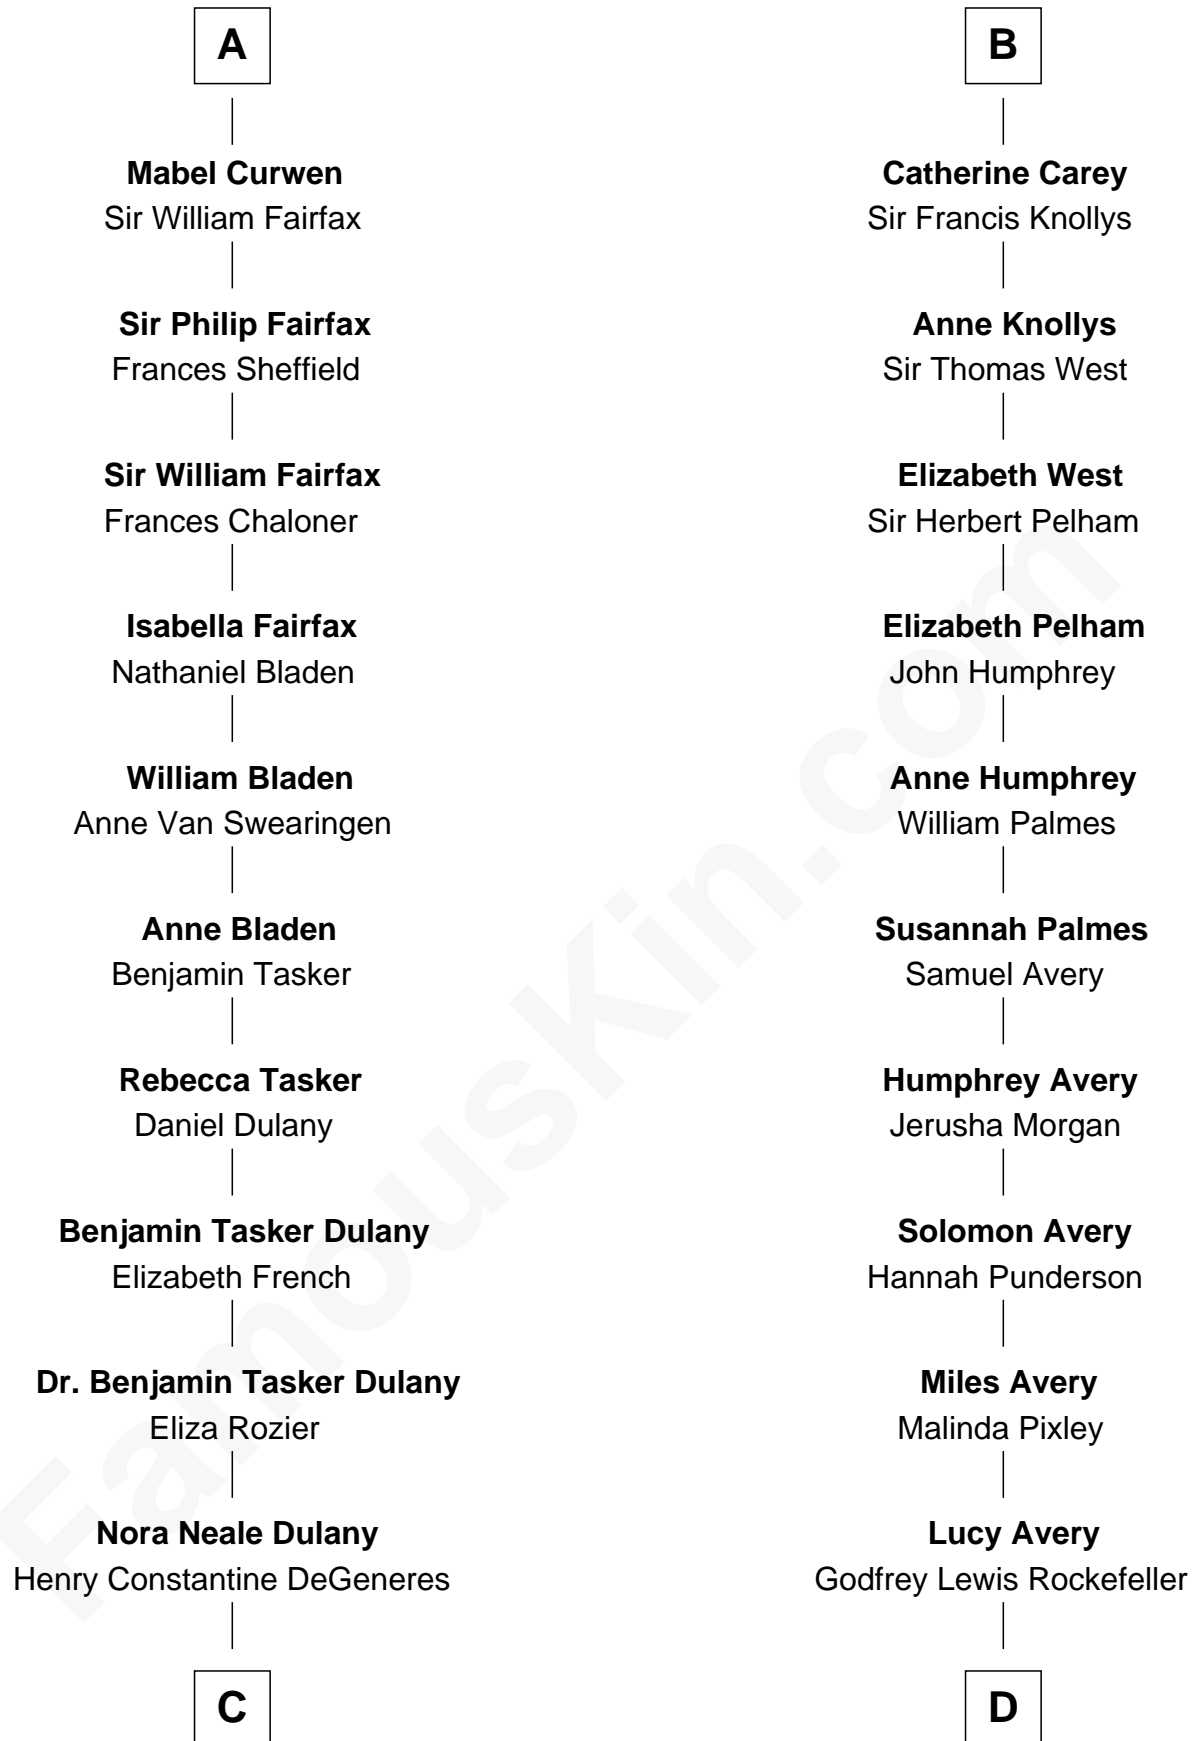 A
Mabel Curwen
Sir William Fairfax
Sir Philip Fairfax
Frances Sheffield
Sir William Fairfax
Frances Chaloner
Isabella Fairfax
Nathaniel Bladen
William Bladen
Anne Van Swearingen
Anne Bladen
Benjamin Tasker
Rebecca Tasker
Daniel Dulany
Benjamin Tasker Dulany
Elizabeth French
Dr. Benjamin Tasker Dulany
Eliza Rozier
Nora Neale Dulany
Henry Constantine DeGeneres
C
B
Catherine Carey
Sir Francis Knollys
Anne Knollys
Sir Thomas West
Elizabeth West
Sir Herbert Pelham
Elizabeth Pelham
John Humphrey
Anne Humphrey
William Palmes
Susannah Palmes
Samuel Avery
Humphrey Avery
Jerusha Morgan
Solomon Avery
Hannah Punderson
Miles Avery
Malinda Pixley
Lucy Avery
Godfrey Lewis Rockefeller
D
FamousKin.com